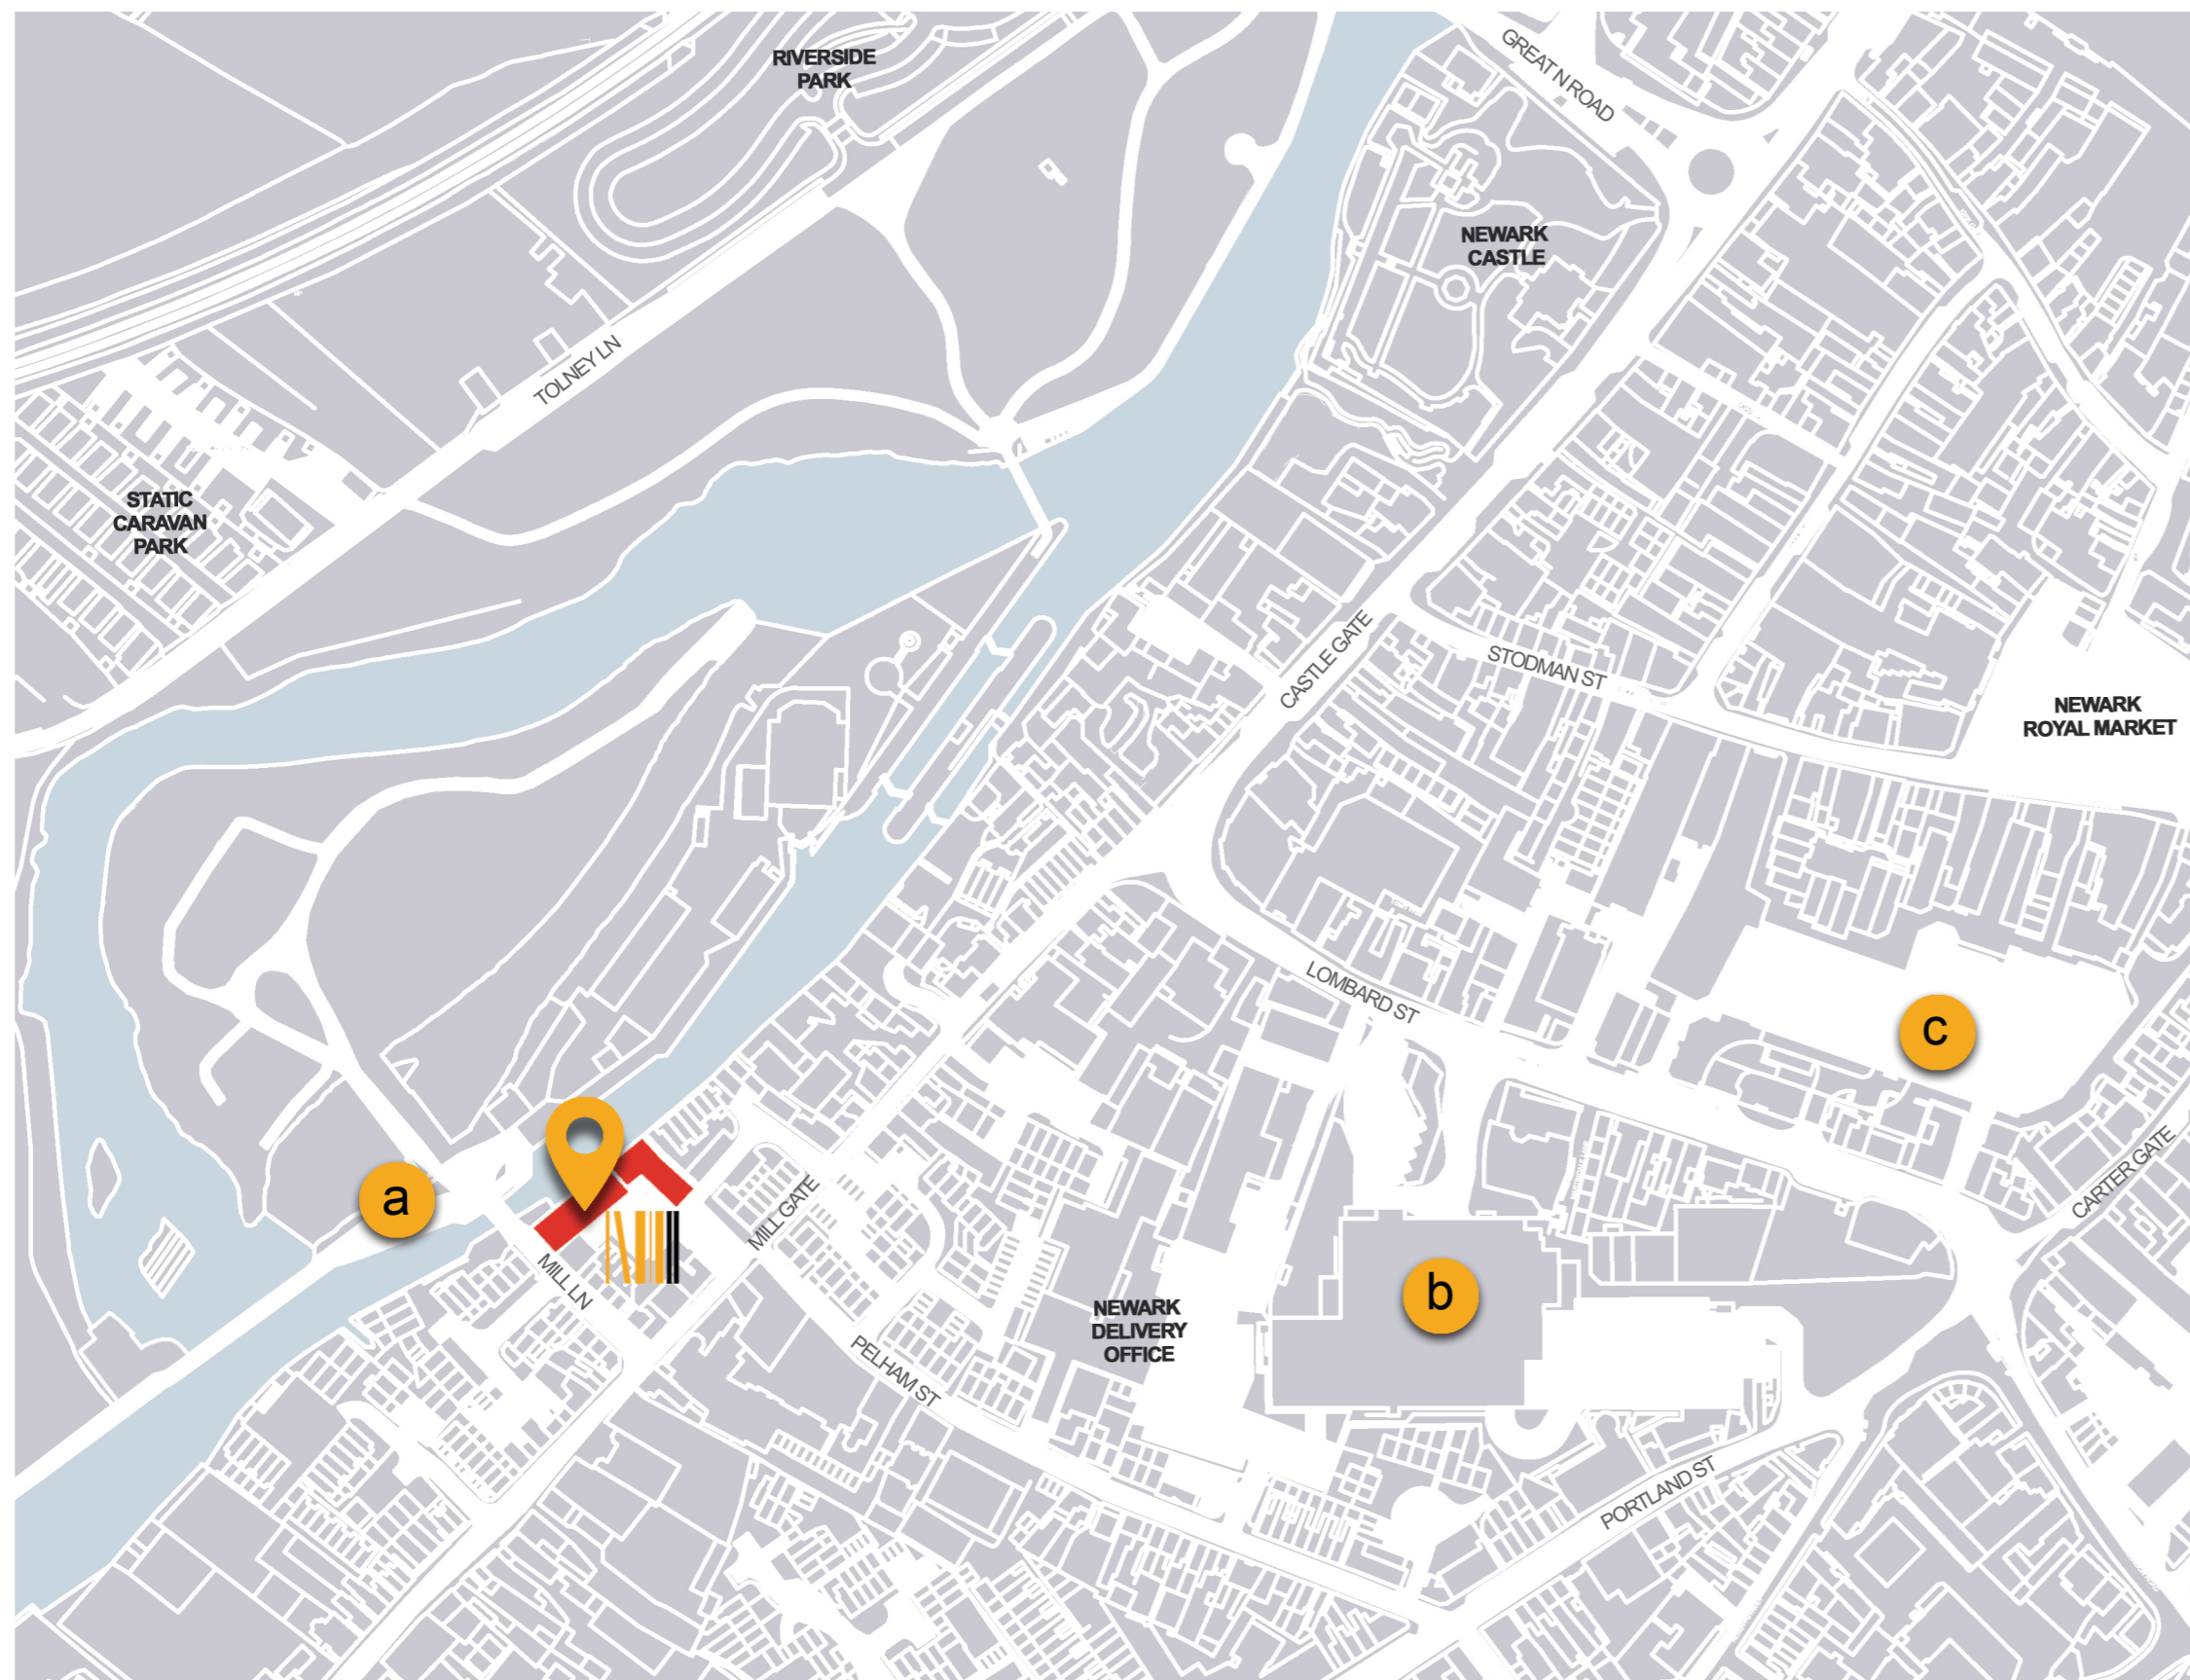 RIVERSIDE
PARK
GREAT N ROAD
NEWARK
CASTLE
TOLNEY LN
STATIC
CARAVAN
PARK
CASTLE GATE
STODMAN ST
NEWARK
ROYAL MARKET
LOMBARD ST
c
CARTER GATE
a
MILL GATE
MILL LN
b
NEWARK
DELIVERY
OFFICE
PELHAM ST
PORTLAND ST